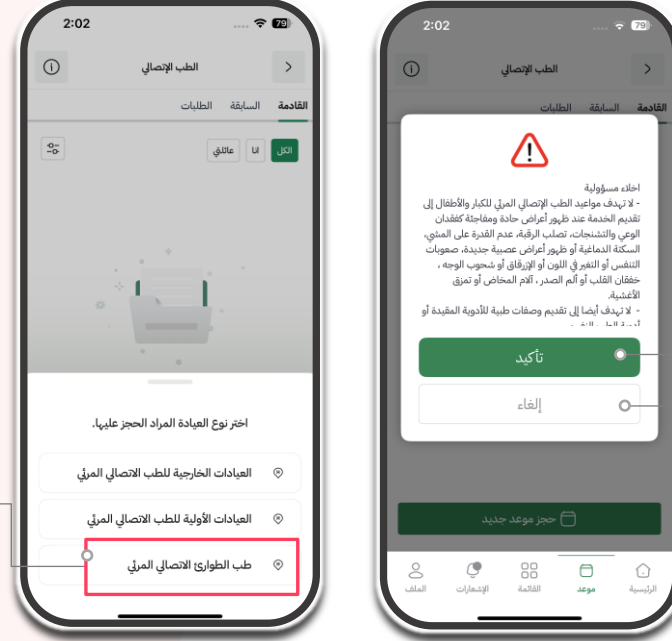 2:02
79
الطب الإتصالي
القادمة
السابقة
الطلبات
الكل
انا
عائلتي
اختر نوع العيادة المراد الحجز عليها.
العيادات الخارجية للطب الاتصالي المرئي
العيادات الأولية للطب الاتصالي المرئي
طب الطوارئ الاتصالي المرئي
2:02
79
الطب الإتصالي
القادمة
السابقة
الطلبات
اخلاء مسؤولية
- لا تهدف مواعيد الطب الإتصالي المرئي للكبار والأطفال إلى
تقديم الخدمة عند ظهور أعراض حادة ومفاجئة كفقدان
الوعي والتشنجات، تصلب الرقبة، عدم القدرة على المشي،
السكتة الدماغية أو ظهور أعراض عصبية جديدة، صعوبات
التنفس أو التغير في اللون أو الإزرقاق أو شحوب الوجه ،
خفقان القلب أو ألم الصدر ، آلام المخاض أو تمزق
الأغشية.
- لا تهدف أيضا إلى تقديم وصفات طبية للأدوية المقيدة أو
تأكيد
إلغاء
حجز موعد جديد
الرئيسية
موعد
القائمة
الإشعارات
الملف